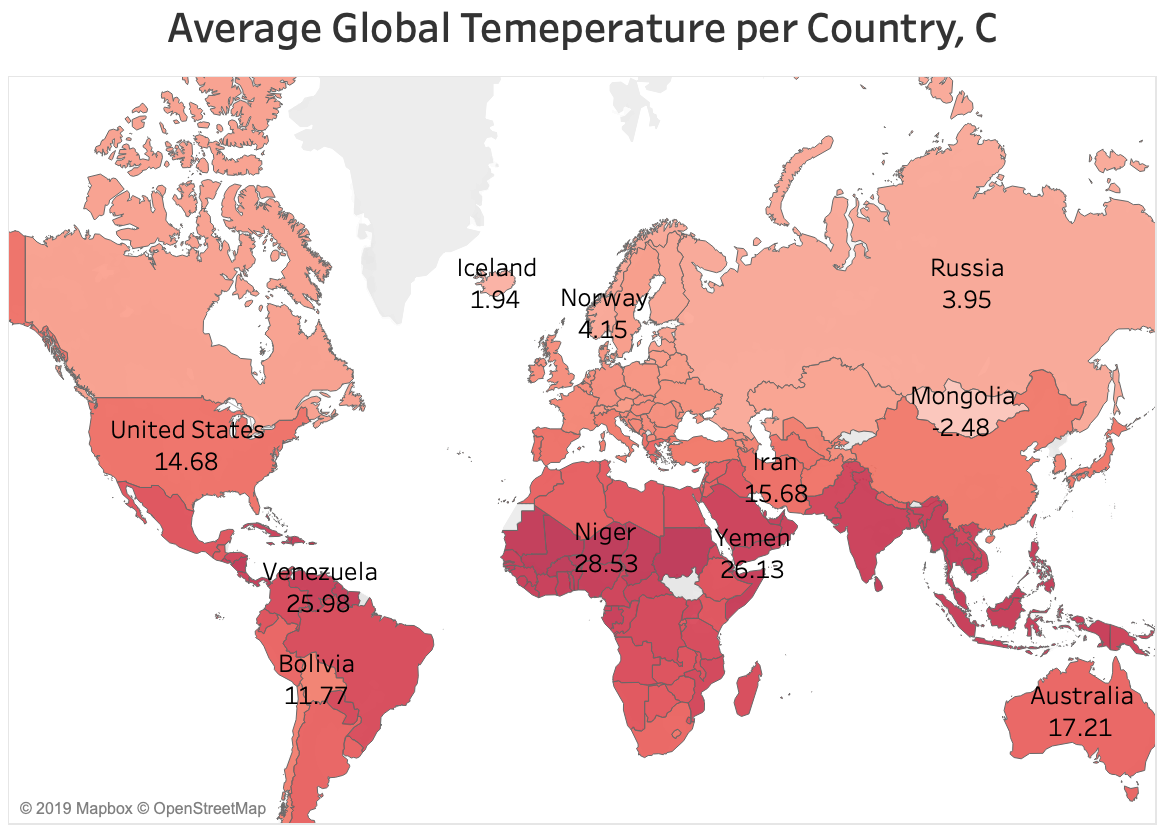 Average Global Temeperature per Country, C
Iceland
1.94
Norway
4.15
Russia
3.95
Mongolia
-2.48
United States
14.68
Iran
15.68
Niger
28.53
Yemen
26.13
Venezuela
25.98
Bolivia
11.77
Australia
17.21
© 2019 Mapbox © OpenStreetMap